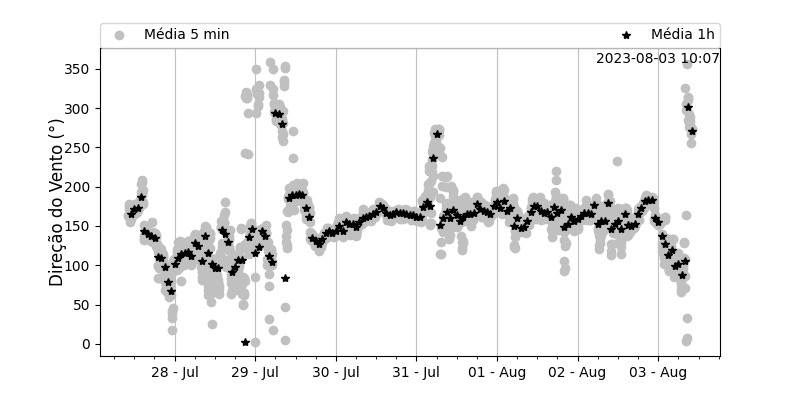 Média 5 min
Média 1h
2023-08-03 10:07
Direção do Vento (°)
350
300
250
200
150
100
50
0
28 - Jul
29 - Jul
30 - Jul
31 - Jul
01 - Aug
02 - Aug
03 - Aug